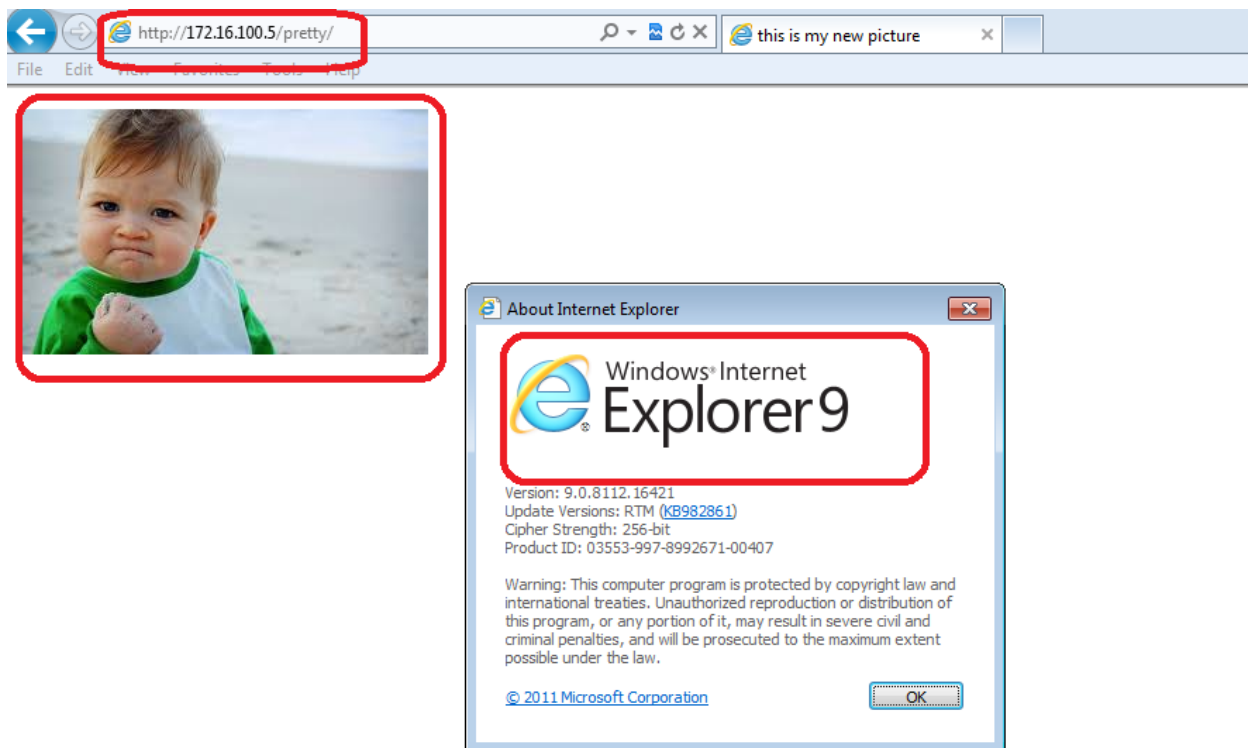 http://172.16.100.5/pretty/
this is my new picture
File Edit View Favorites Tools Help
About Internet Explorer
Windows® Internet
Explorer 9
Version: 9.0.8112.16421
Update Versions: RTM (KB982861)
Cipher Strength: 256-bit
Product ID: 03553-997-8992671-00407
Warning: This computer program is protected by copyright law and
international treaties. Unauthorized reproduction or distribution of
this program, or any portion of it, may result in severe civil and
criminal penalties, and will be prosecuted to the maximum extent
possible under the law.
© 2011 Microsoft Corporation
OK